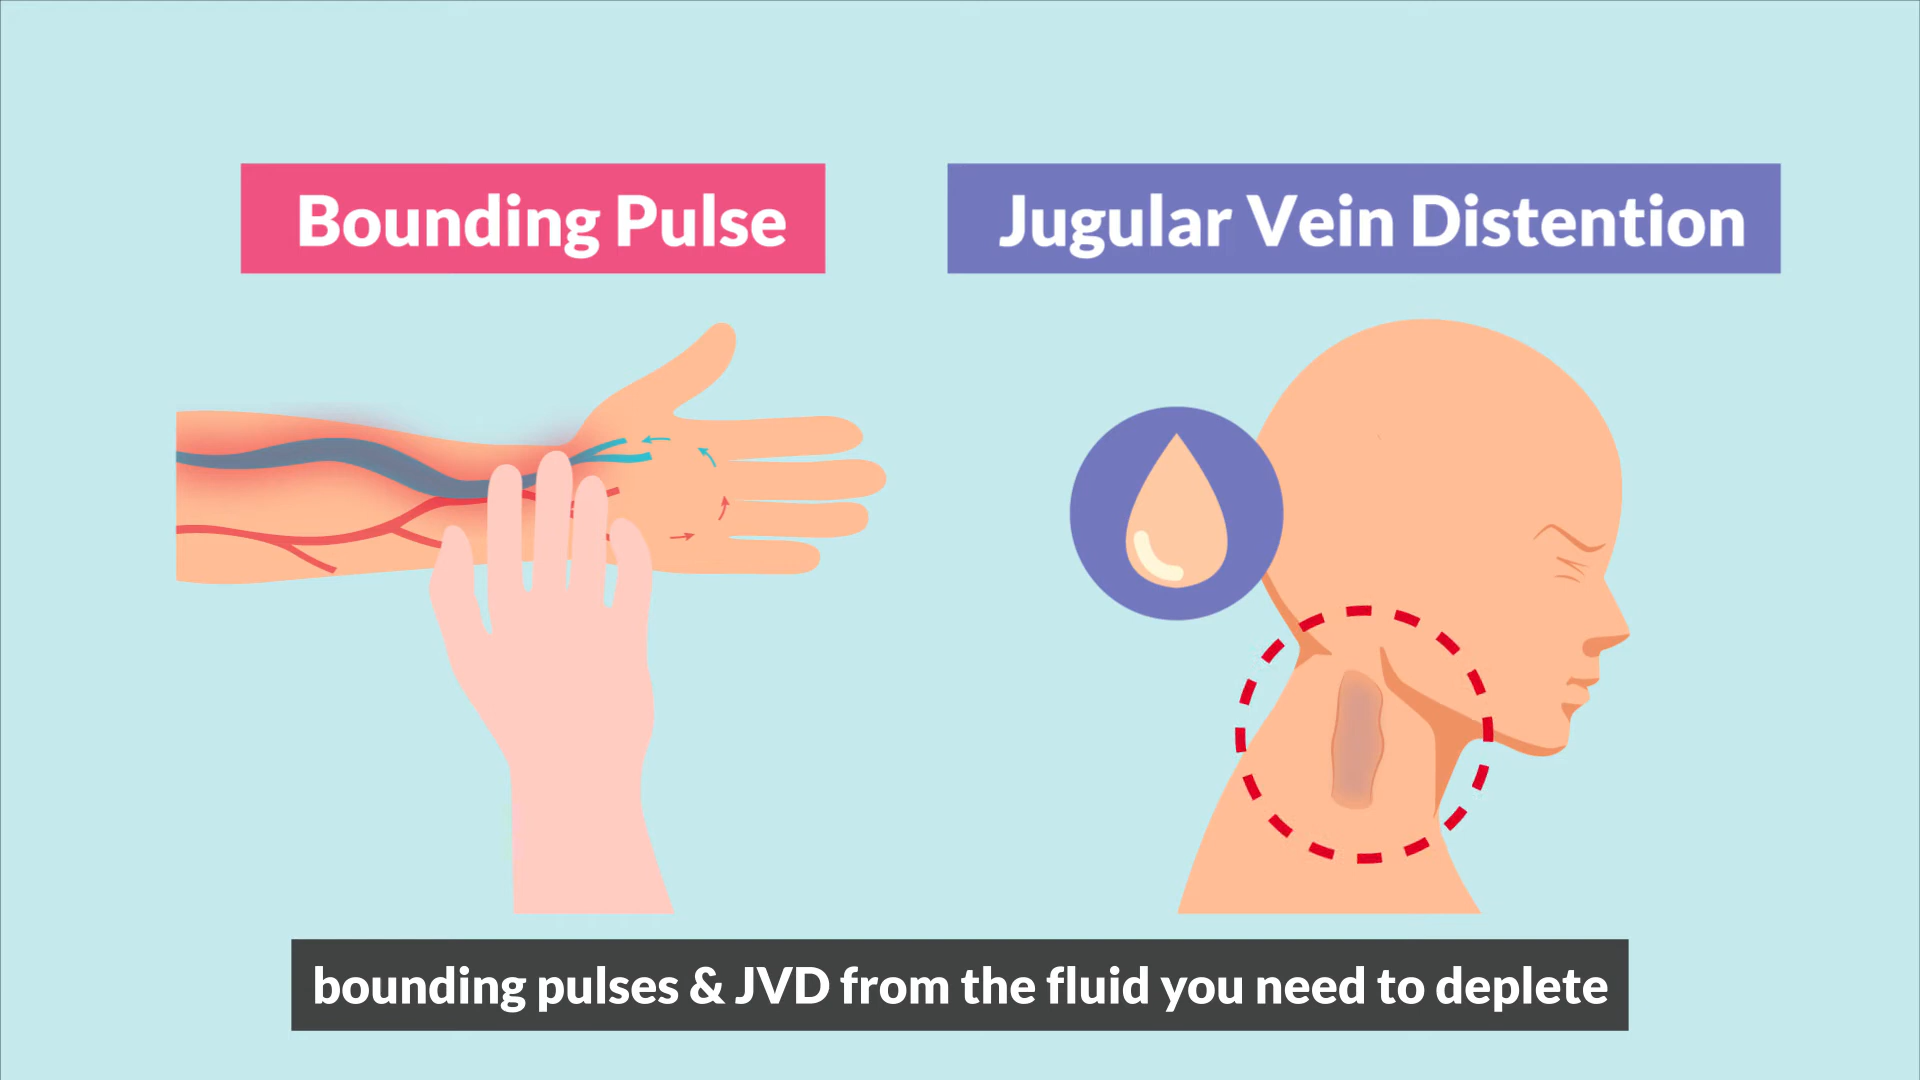 Bounding Pulse
Jugular Vein Distention
bounding pulses & JVD from the fluid you need to deplete